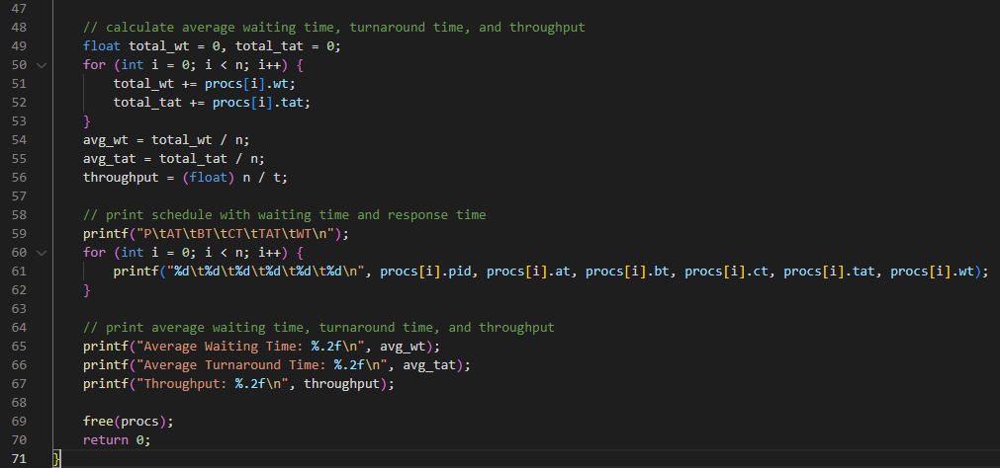 47
48 // calculate average waiting time, turnaround time, and throughput
49 float total_wt = 0, total_tat = 0;
50 for (int i = 0; i < n; i++) {
51 total_wt += procs[i].wt;
52 total_tat += procs[i].tat;
53 }
54 avg_wt = total_wt / n;
55 avg_tat = total_tat / n;
56 throughput = (float) n / t;
57
58 // print schedule with waiting time and response time
59 printf("P\tAT\tBT\tCT\tTAT\tWT\n");
60 for (int i = 0; i < n; i++) {
61 printf("%d\t%d\t%d\t%d\t%d\t%d\n", procs[i].pid, procs[i].at, procs[i].bt, procs[i].ct, procs[i].tat, procs[i].wt);
62 }
63
64 // print average waiting time, turnaround time, and throughput
65 printf("Average Waiting Time: %.2f\n", avg_wt);
66 printf("Average Turnaround Time: %.2f\n", avg_tat);
67 printf("Throughput: %.2f\n", throughput);
68
69 free(procs);
70 return 0;
71 }